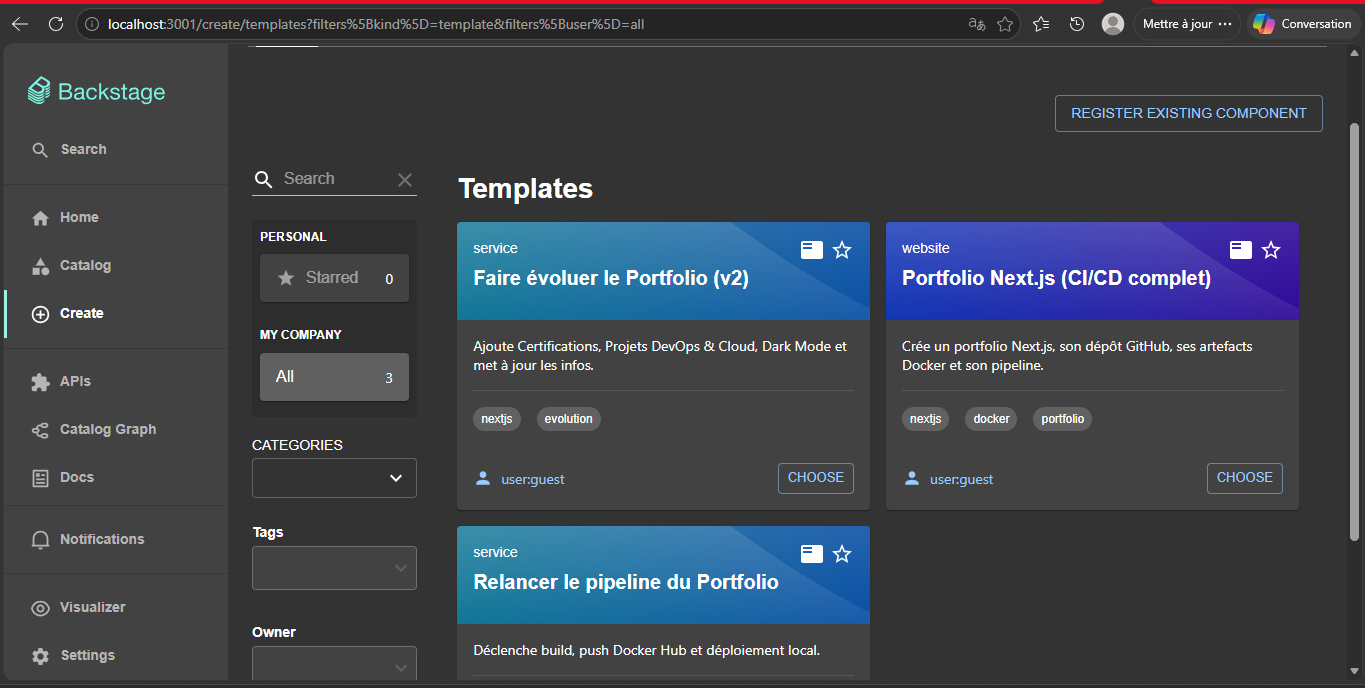 localhost:3001/create/templates?filters%5Bkind%5D=template&filters%5Buser%5D=all
Mettre à jour
Conversation
Backstage
Search
Home
Catalog
Create
APIs
Catalog Graph
Docs
Notifications
Visualizer
Settings
REGISTER EXISTING COMPONENT
Search
PERSONAL
Starred 0
MY COMPANY
All 3
CATEGORIES
Tags
Owner
Templates
service
Faire évoluer le Portfolio (v2)
Ajoute Certifications, Projets DevOps & Cloud, Dark Mode et
met à jour les infos.
nextjs evolution
user:guest CHOOSE
website
Portfolio Next.js (CI/CD complet)
Crée un portfolio Next.js, son dépôt GitHub, ses artefacts
Docker et son pipeline.
nextjs docker portfolio
user:guest CHOOSE
service
Relancer le pipeline du Portfolio
Déclenche build, push Docker Hub et déploiement local.